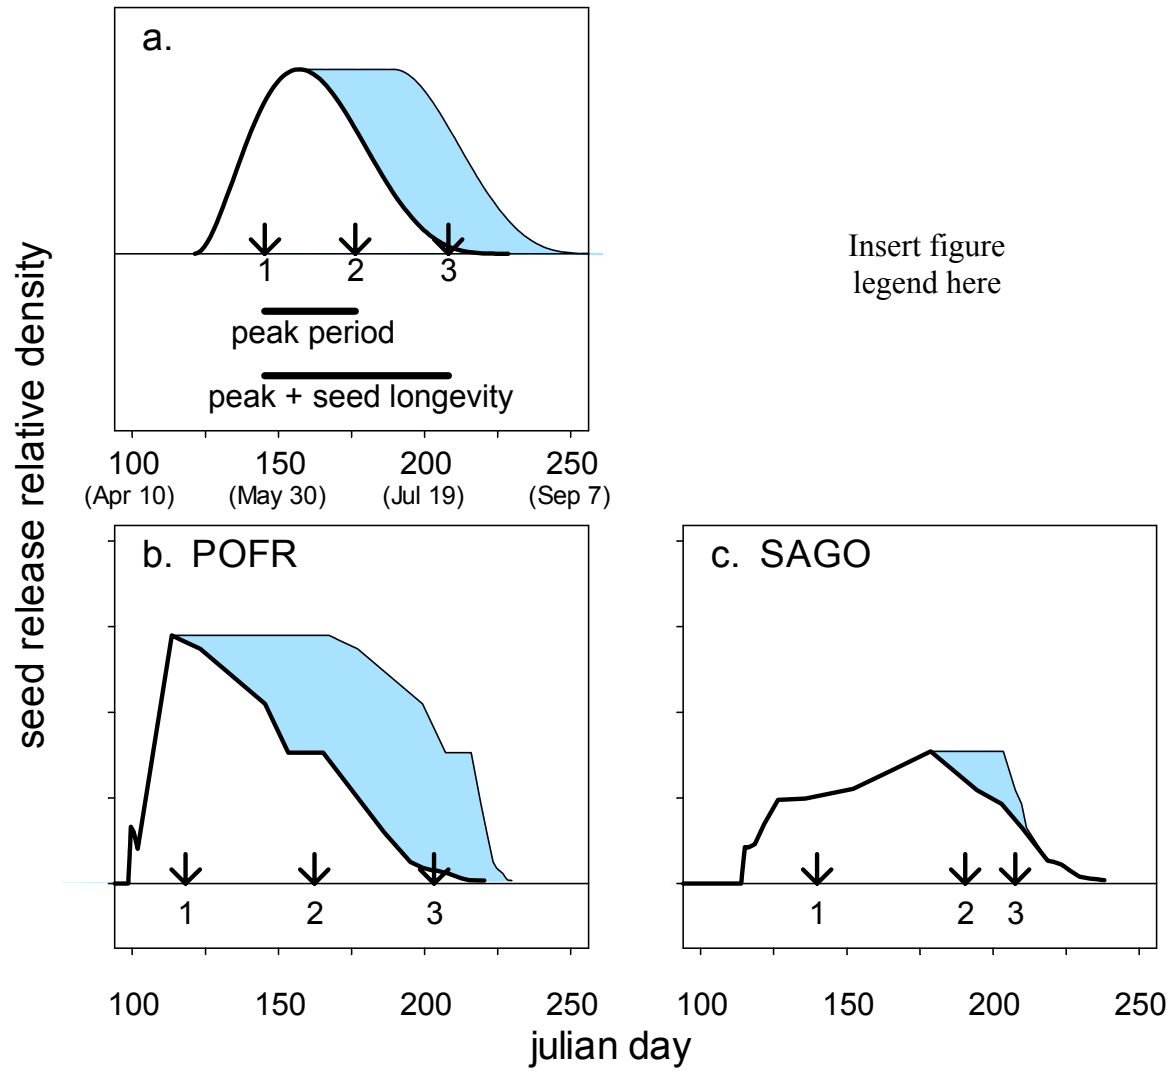 a.
Insert figure
legend here
1 2 3
peak period
peak + seed longevity
100 150 200 250
(Apr 10) (May 30) (Jul 19) (Sep 7)
seed release relative density
b. POFR
1 2 3
100 150 200 250
c. SAGO
1 2 3
100 150 200 250
julian day